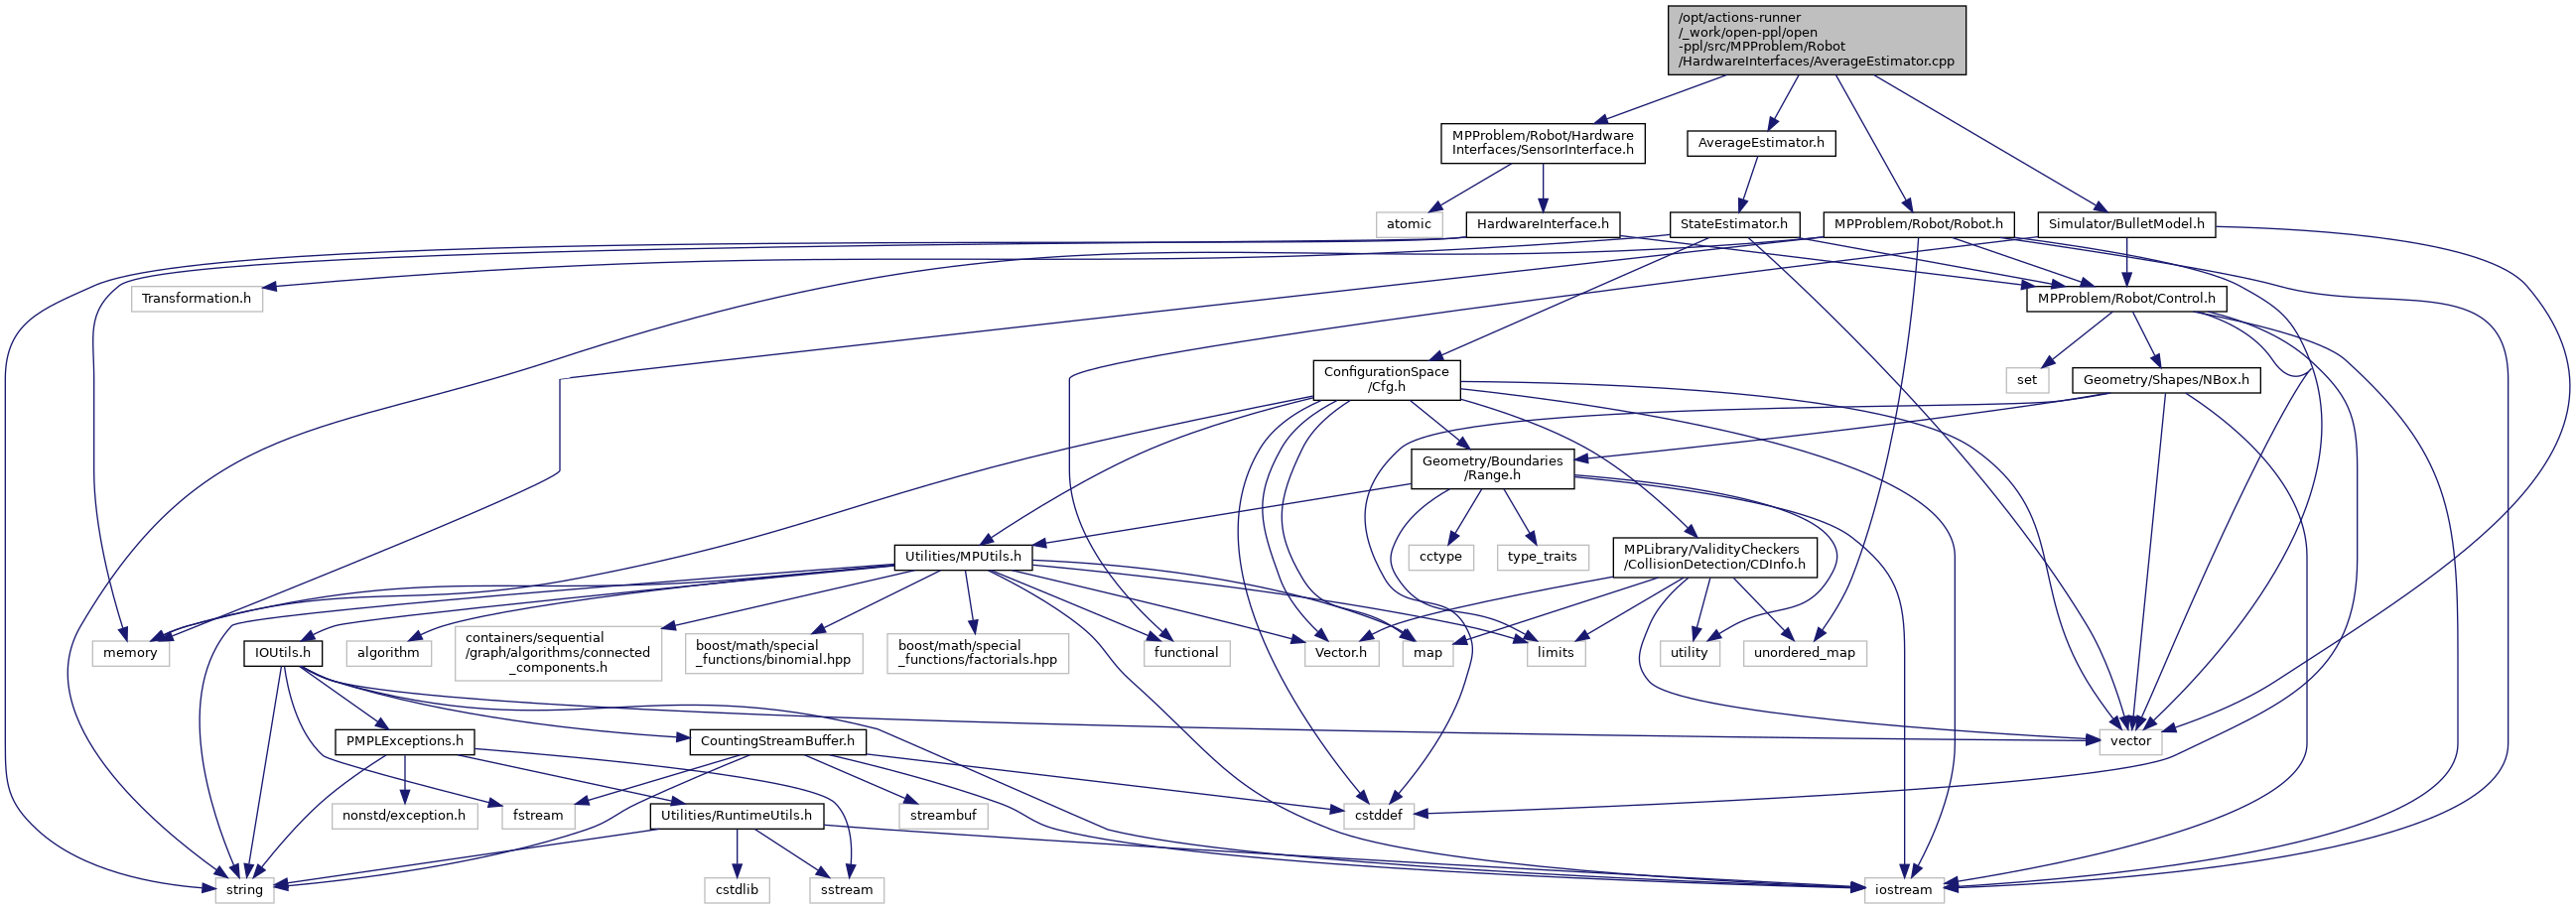 /opt/actions-runner
/_work/open-ppl/open
-ppl/src/MPProblem/Robot
/HardwareInterfaces/AverageEstimator.cpp
MPProblem/Robot/Hardware
Interfaces/SensorInterface.h
AverageEstimator.h
atomic
HardwareInterface.h
StateEstimator.h
MPProblem/Robot/Robot.h
Simulator/BulletModel.h
Transformation.h
MPProblem/Robot/Control.h
ConfigurationSpace
/Cfg.h
set
Geometry/Shapes/NBox.h
Geometry/Boundaries
/Range.h
Utilities/MPUtils.h
cctype
type_traits
MPLibrary/ValidityCheckers
/CollisionDetection/CDInfo.h
memory
IOUtils.h
algorithm
containers/sequential
/graph/algorithms/connected
_components.h
boost/math/special
_functions/binomial.hpp
boost/math/special
_functions/factorials.hpp
functional
Vector.h
map
limits
utility
unordered_map
PMPLExceptions.h
CountingStreamBuffer.h
vector
nonstd/exception.h
fstream
Utilities/RuntimeUtils.h
streambuf
cstddef
string
cstdlib
sstream
iostream